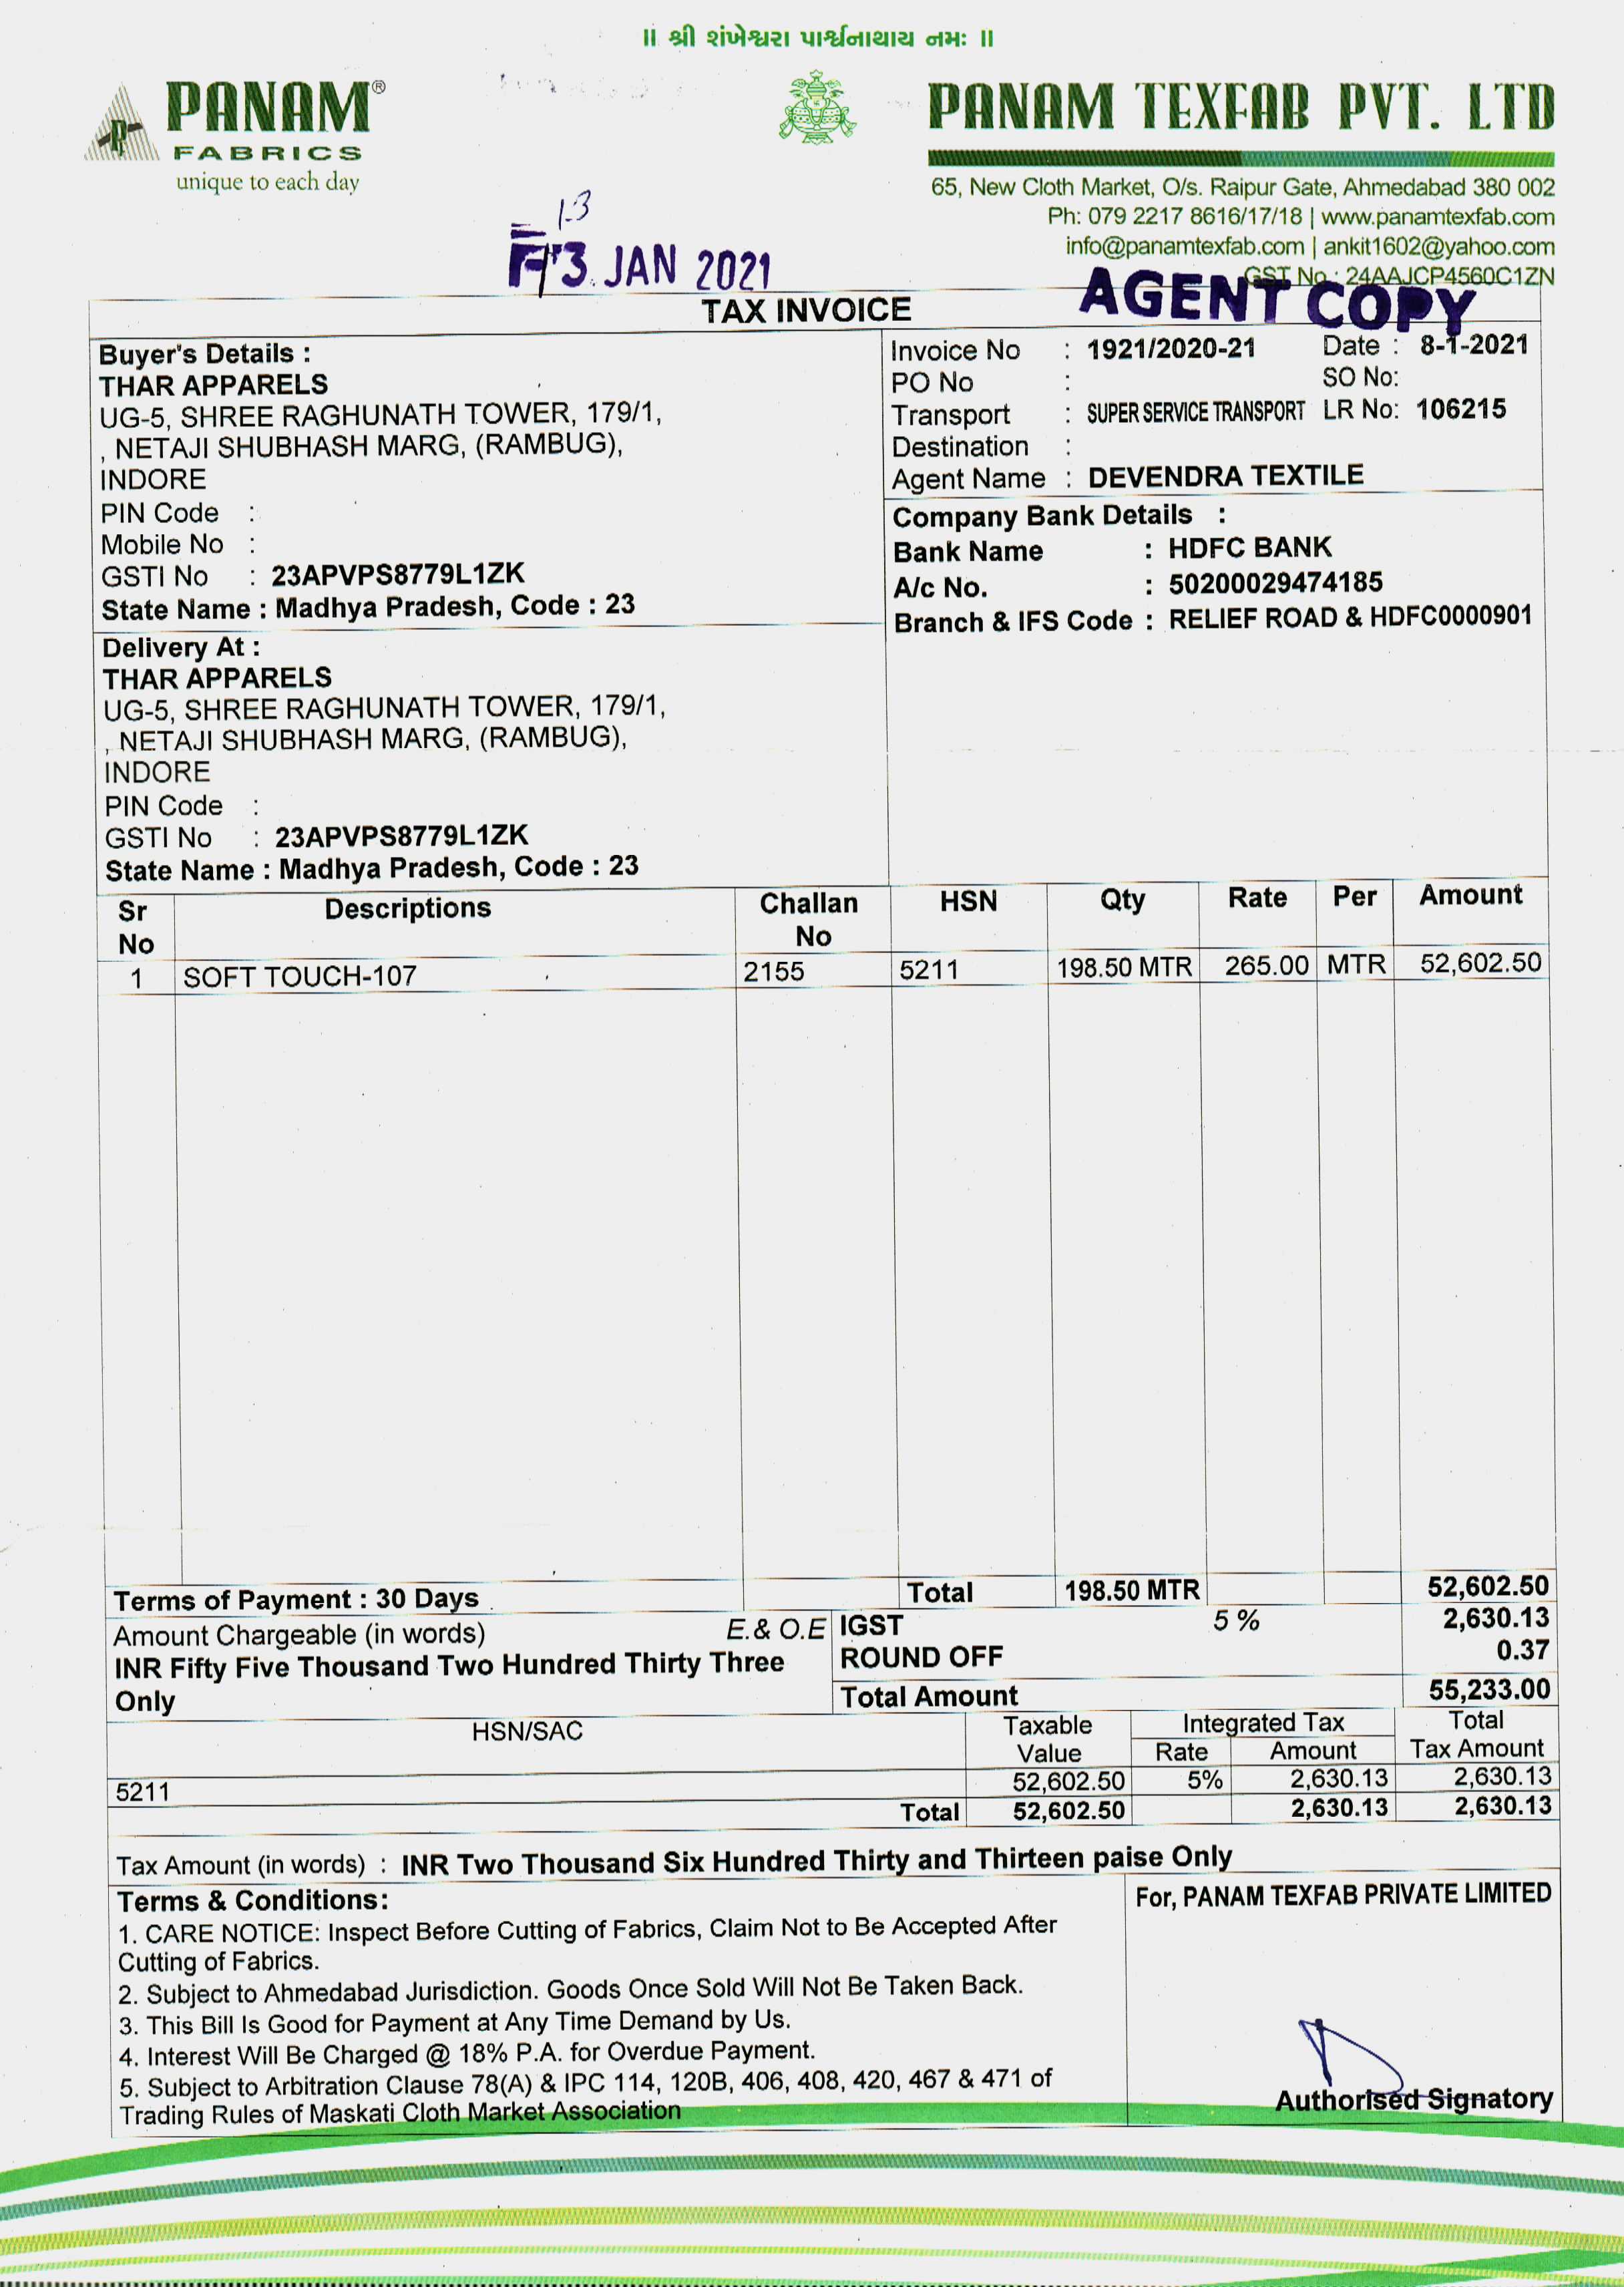 ॥ શ્રી શંખેશ્વરા પાર્શ્વનાથાય નમઃ ॥
PANAM®
FABRICS
unique to each day
PANAM TEXFAB PVT. LTD
65, New Cloth Market, O/s. Raipur Gate, Ahmedabad 380 002
Ph: 079 2217 8616/17/18 | www.panamtexfab.com
info@panamtexfab.com | ankit1602@yahoo.com
GST No.: 24AAJCP4560C1ZN
13
3 JAN 2021
AGENT COPY
TAX INVOICE
Buyer's Details :
THAR APPARELS
UG-5, SHREE RAGHUNATH TOWER, 179/1,
, NETAJI SHUBHASH MARG, (RAMBUG),
INDORE
PIN Code :
Mobile No :
GSTI No : 23APVPS8779L1ZK
State Name : Madhya Pradesh, Code : 23
Invoice No : 1921/2020-21 Date : 8-1-2021
PO No : SO No:
Transport : SUPER SERVICE TRANSPORT LR No: 106215
Destination :
Agent Name : DEVENDRA TEXTILE
Company Bank Details :
Bank Name : HDFC BANK
A/c No. : 50200029474185
Branch & IFS Code : RELIEF ROAD & HDFC0000901
Delivery At :
THAR APPARELS
UG-5, SHREE RAGHUNATH TOWER, 179/1,
, NETAJI SHUBHASH MARG, (RAMBUG),
INDORE
PIN Code :
GSTI No : 23APVPS8779L1ZK
State Name : Madhya Pradesh, Code : 23
Sr No Descriptions Challan No HSN Qty Rate Per Amount
1 SOFT TOUCH-107 2155 5211 198.50 MTR 265.00 MTR 52,602.50
Terms of Payment : 30 Days Total 198.50 MTR 52,602.50
Amount Chargeable (in words) E.& O.E IGST 5 % 2,630.13
INR Fifty Five Thousand Two Hundred Thirty Three ROUND OFF 0.37
Only Total Amount 55,233.00
HSN/SAC Taxable Integrated Tax Total
Value Rate Amount Tax Amount
5211 52,602.50 5% 2,630.13 2,630.13
Total 52,602.50 2,630.13 2,630.13
Tax Amount (in words) : INR Two Thousand Six Hundred Thirty and Thirteen paise Only
Terms & Conditions:
1. CARE NOTICE: Inspect Before Cutting of Fabrics, Claim Not to Be Accepted After
Cutting of Fabrics.
2. Subject to Ahmedabad Jurisdiction. Goods Once Sold Will Not Be Taken Back.
3. This Bill Is Good for Payment at Any Time Demand by Us.
4. Interest Will Be Charged @ 18% P.A. for Overdue Payment.
5. Subject to Arbitration Clause 78(A) & IPC 114, 120B, 406, 408, 420, 467 & 471 of
Trading Rules of Maskati Cloth Market Association
For, PANAM TEXFAB PRIVATE LIMITED
Authorised Signatory